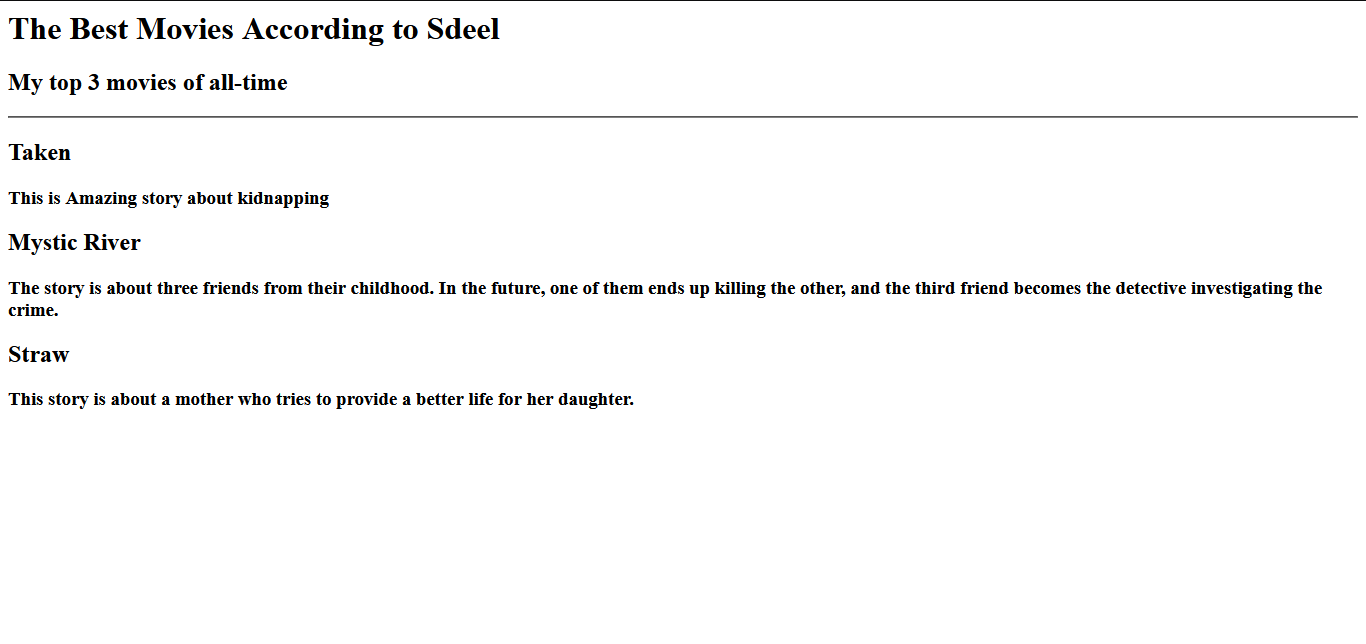 The Best Movies According to Sdeel
My top 3 movies of all-time
Taken
This is Amazing story about kidnapping
Mystic River
The story is about three friends from their childhood. In the future, one of them ends up killing the other, and the third friend becomes the detective investigating the
crime.
Straw
This story is about a mother who tries to provide a better life for her daughter.